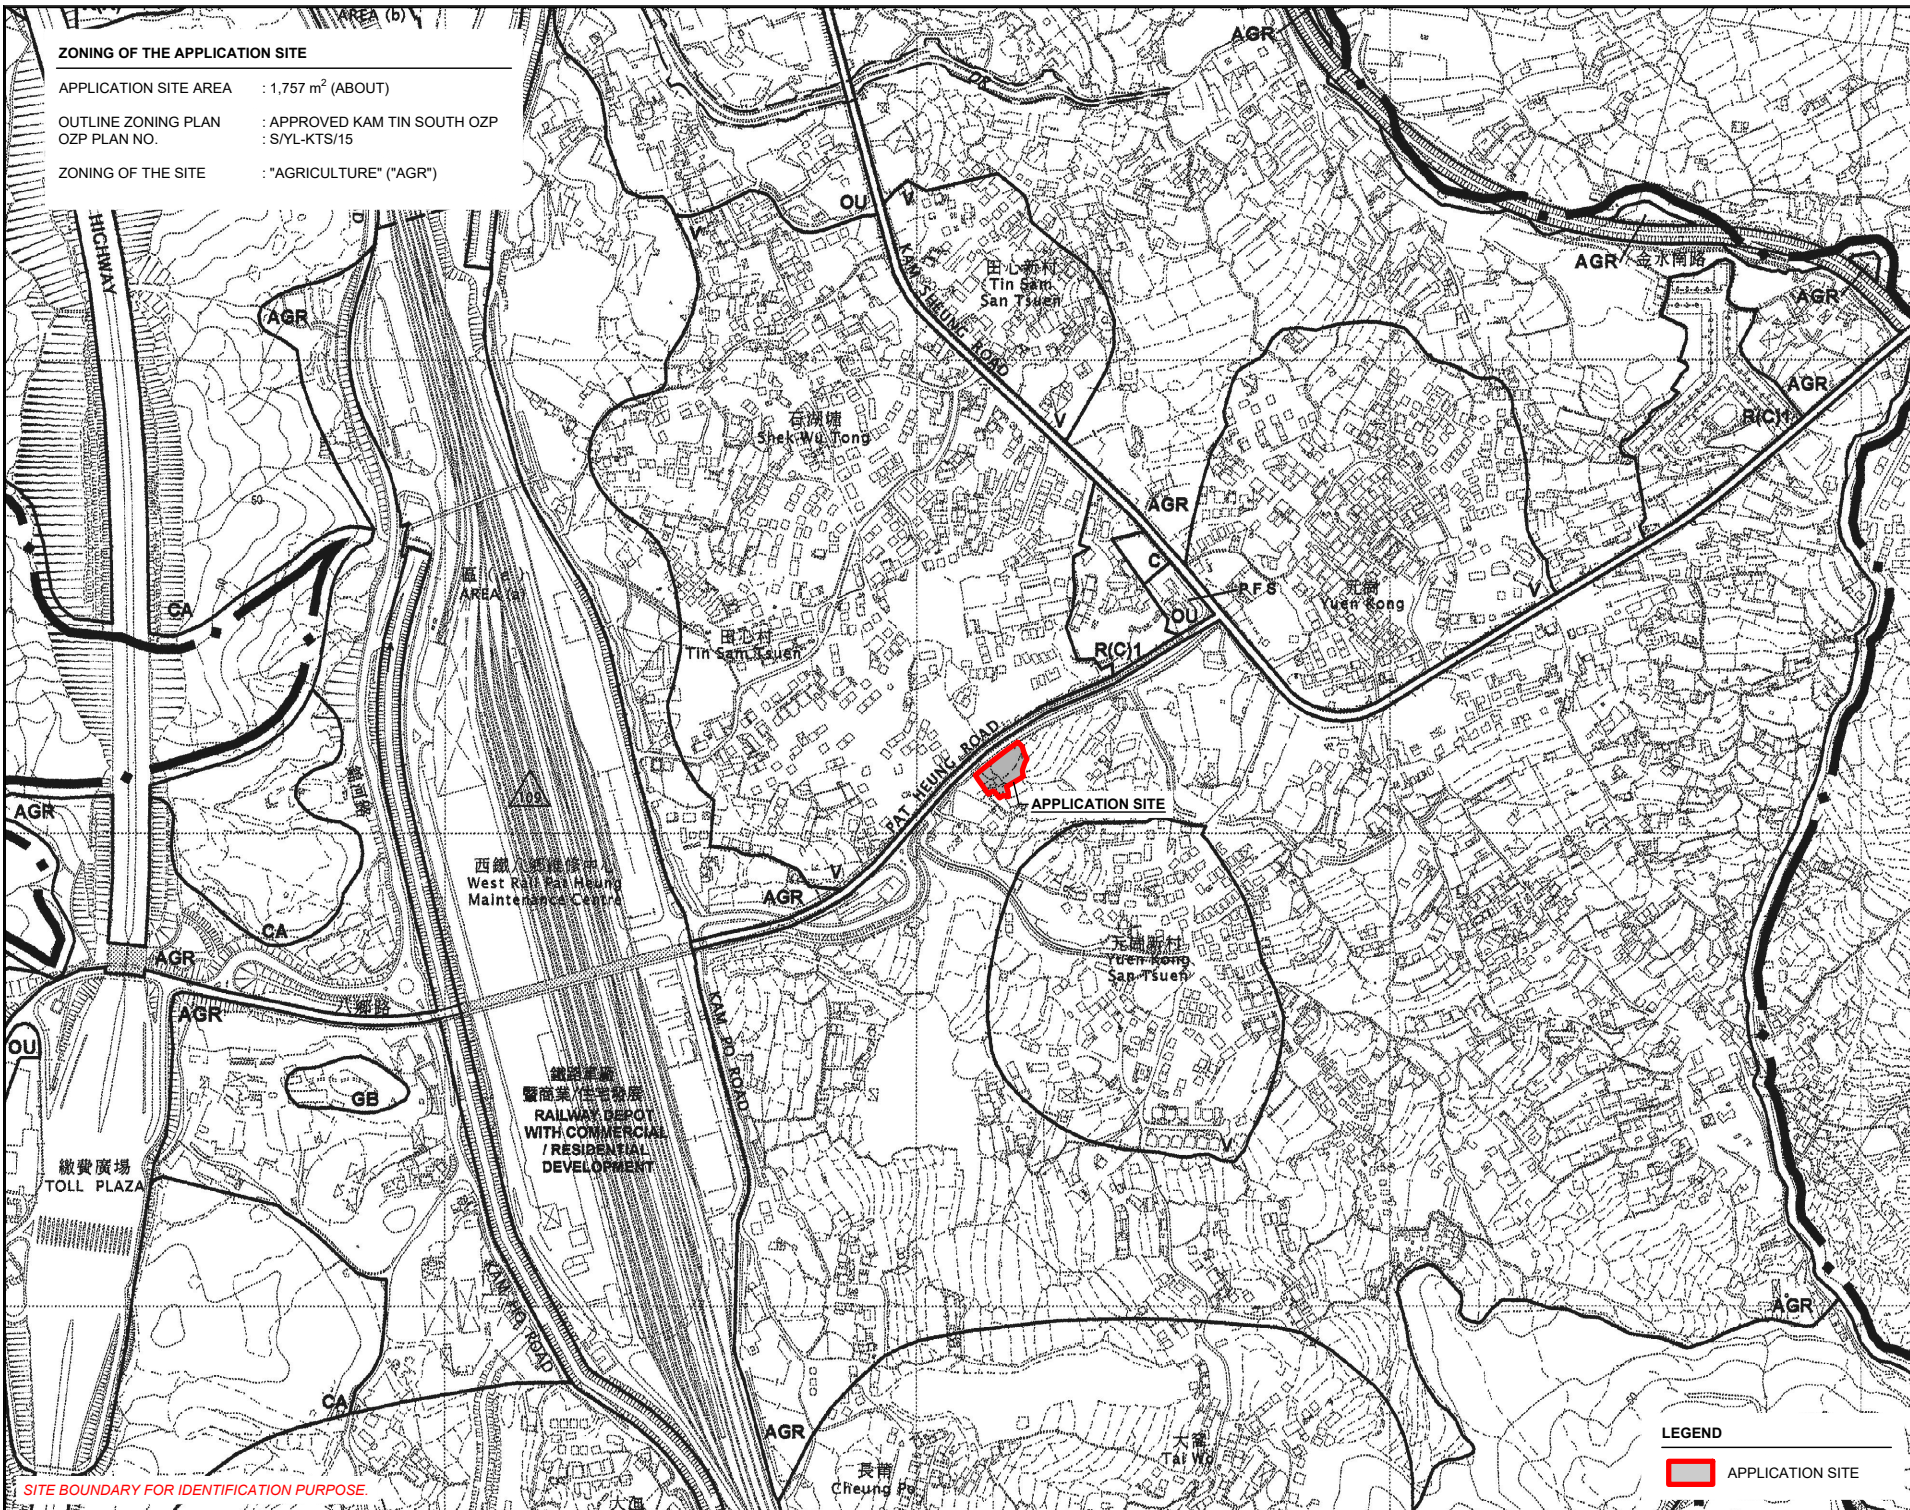 AREA (b)
ZONING OF THE APPLICATION SITE
APPLICATION SITE AREA : 1,757 m² (ABOUT)
OUTLINE ZONING PLAN : APPROVED KAM TIN SOUTH OZP
OZP PLAN NO. : S/YL-KTS/15
ZONING OF THE SITE : "AGRICULTURE" ("AGR")
HIGHWAY
AGR
OU
V
V
KAM SHEUNG ROAD
田心新村
Tin Sam
San Tsuen
AGR
金水南路
AGR
AGR
石湖塘
Shek Wu Tong
V
AGR
R(C)1
50
AGR
C
PFS
OU
元崗
Yuen Kong
V
區 (a)
AREA (a)
CA
田心村
Tin Sam Tsuen
R(C)1
PAT HEUNG ROAD
APPLICATION SITE
錦河路
109
AGR
西鐵八鄉維修中心
West Rail Pat Heung
Maintenance Centre
V
AGR
CA
AGR
元崗新村
Yuen Kong
San Tsuen
AGR
八鄉路
KAM PO ROAD
OU
GB
鐵路車廠
暨商業/住宅發展
RAILWAY DEPOT
WITH COMMERCIAL
/ RESIDENTIAL
DEVELOPMENT
V
繳費廣場
TOLL PLAZA
KAM HO ROAD
AGR
CA
AGR
長莆
Cheung Po
大窩
Tai Wo
50
LEGEND
APPLICATION SITE
SITE BOUNDARY FOR IDENTIFICATION PURPOSE.